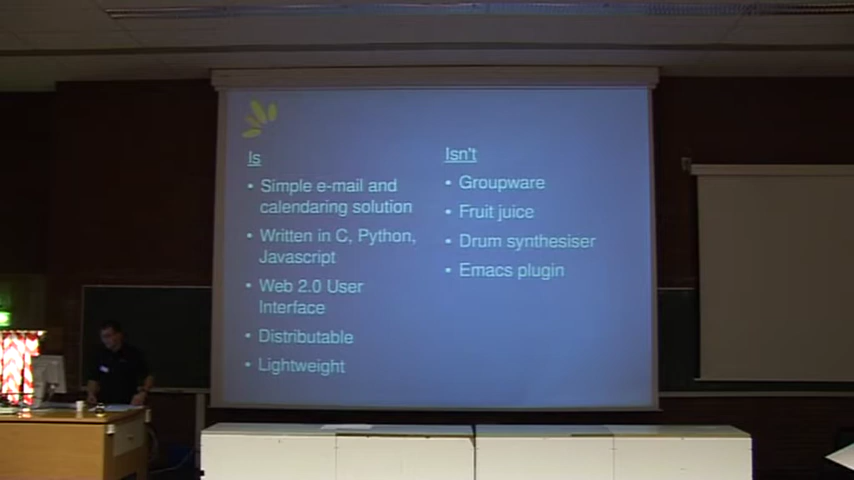 Is
• Simple e-mail and
calendaring solution
• Written in C, Python,
Javascript
• Web 2.0 User
Interface
• Distributable
• Lightweight
Isn't
• Groupware
• Fruit juice
• Drum synthesiser
• Emacs plugin